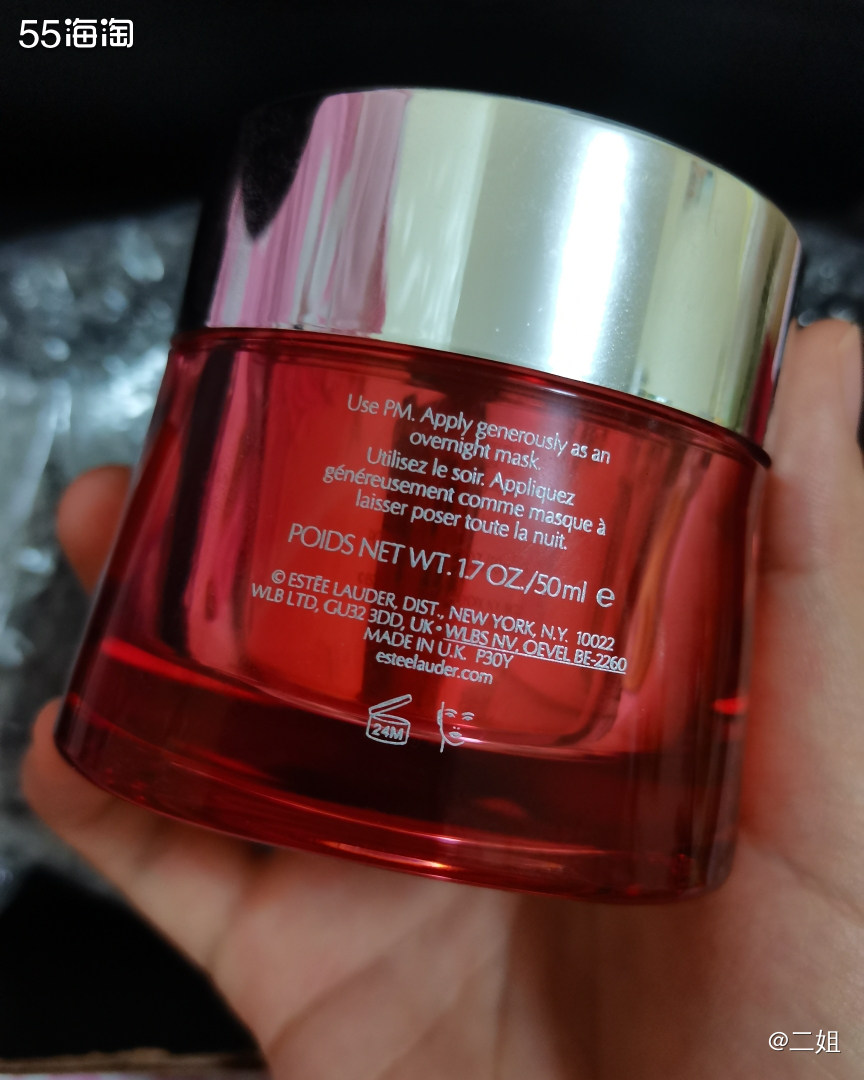 55海淘
Use PM. Apply generously as an
overnight mask.
Utilisez le soir. Appliquez
généreusement comme masque à
laisser poser toute la nuit.
POIDS NET WT. 1.7 OZ./50ml e
© ESTĒE LAUDER, DIST., NEW YORK, N.Y. 10022
WLB LTD, GU32 3DD, UK • WLBS NV, OEVEL BE-2260
MADE IN U.K. P30Y
esteelauder.com
24M
@二姐